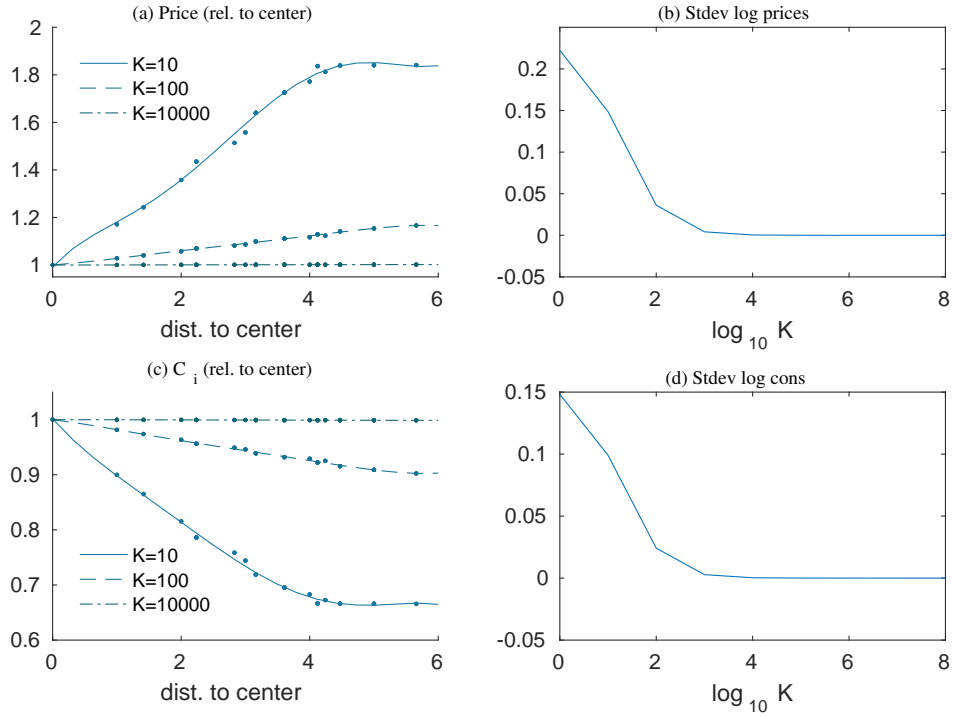 (a) Price (rel. to center)
2
1.8
1.6
1.4
1.2
1
K=10
K=100
K=10000
0 2 4 6
dist. to center
(b) Stdev log prices
0.2
0.15
0.1
0.05
0
-0.05
0 2 4 6 8
log 10 K
(c) C i (rel. to center)
1
0.9
0.8
0.7
0.6
K=10
K=100
K=10000
0 2 4 6
dist. to center
(d) Stdev log cons
0.15
0.1
0.05
0
-0.05
0 2 4 6 8
log 10 K